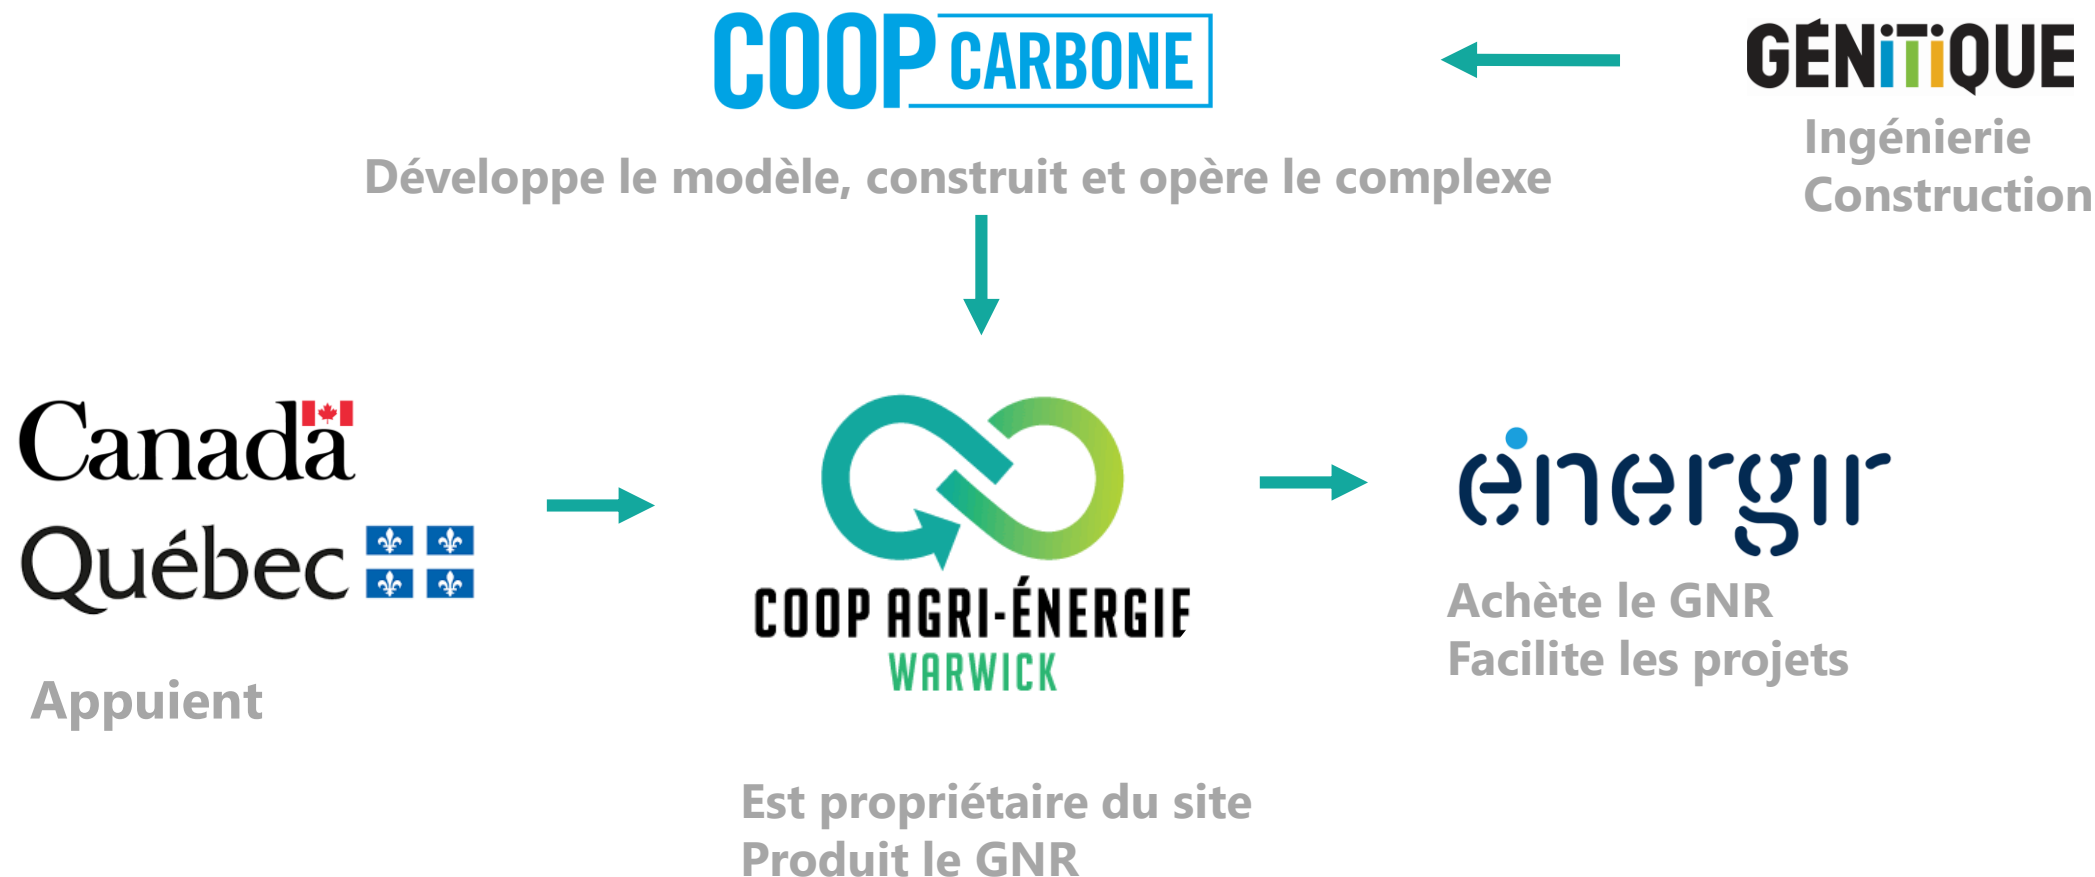 COOP CARBONE
GÉNiTiQUE
Ingénierie
Construction
Développe le modèle, construit et opère le complexe
Canada
Québec
Appuient
COOP AGRI-ÉNERGIE
WARWICK
Est propriétaire du site
Produit le GNR
énergir
Achète le GNR
Facilite les projets